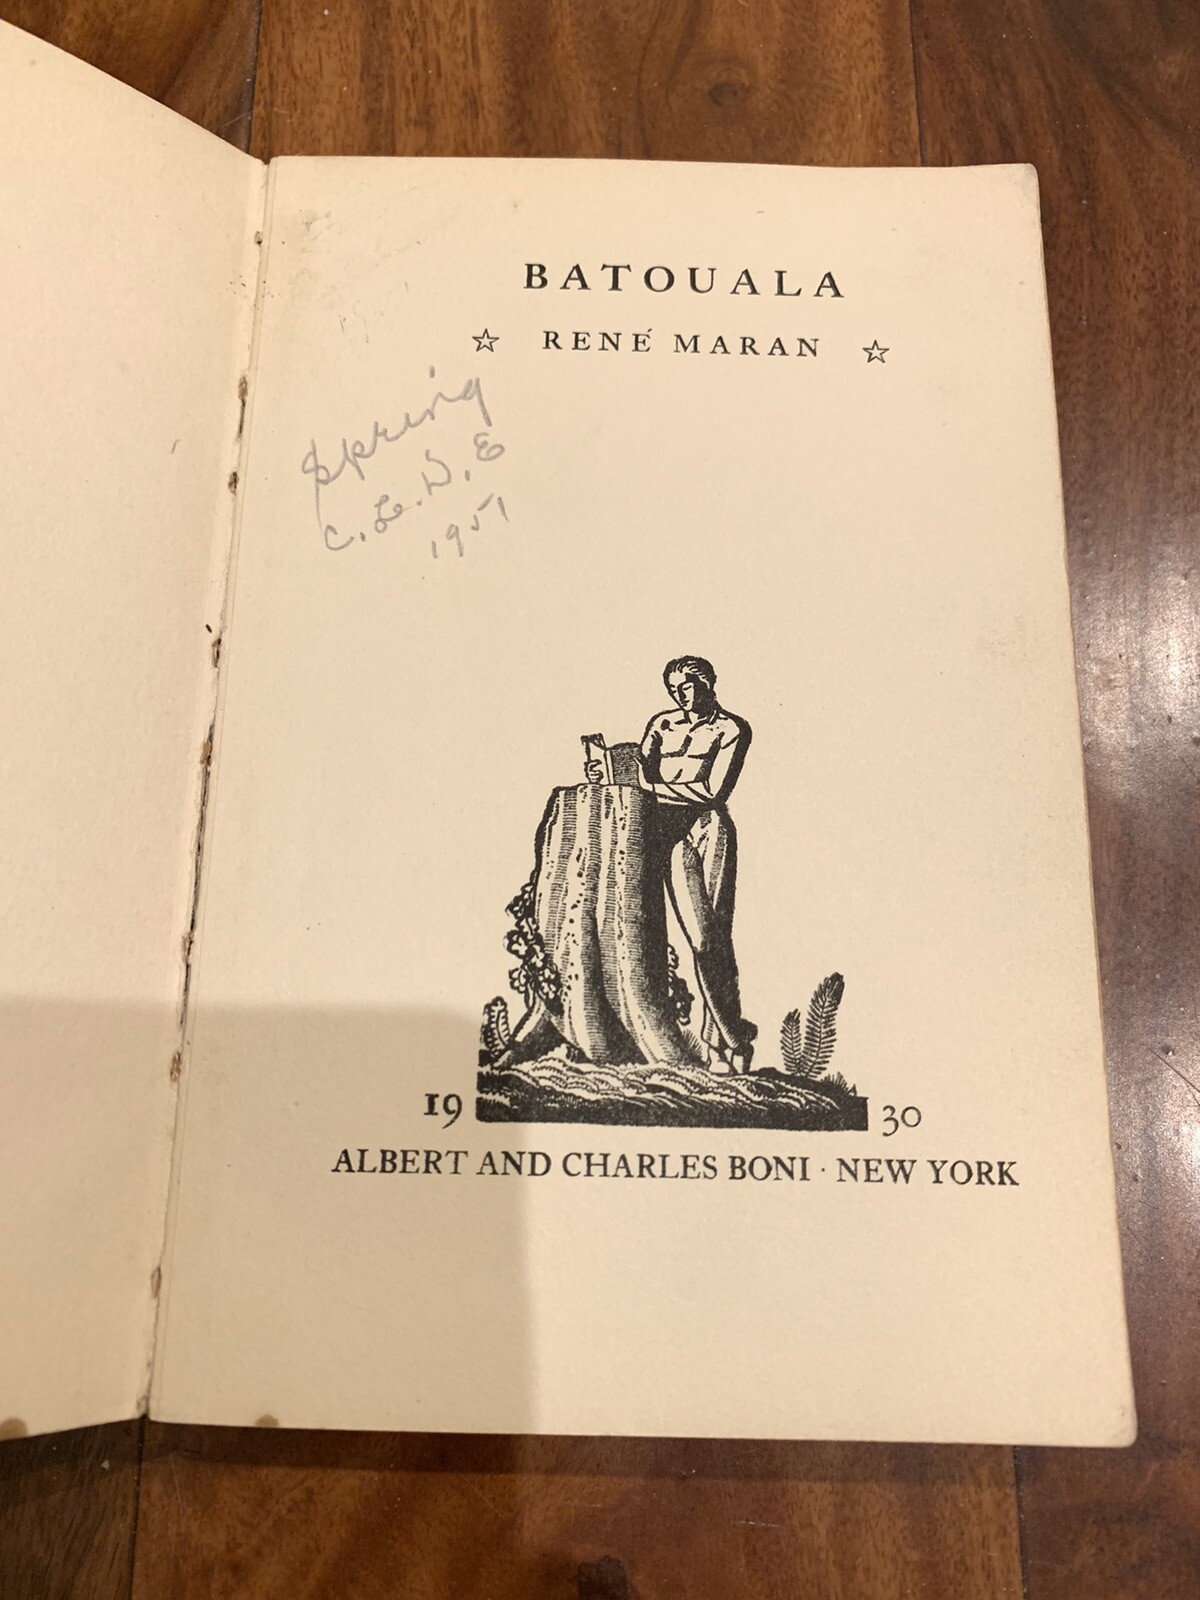 BATOUALA
☆ RENÉ MARAN ☆
Spring
C. L. D. E
1951
19 30
ALBERT AND CHARLES BONI · NEW YORK